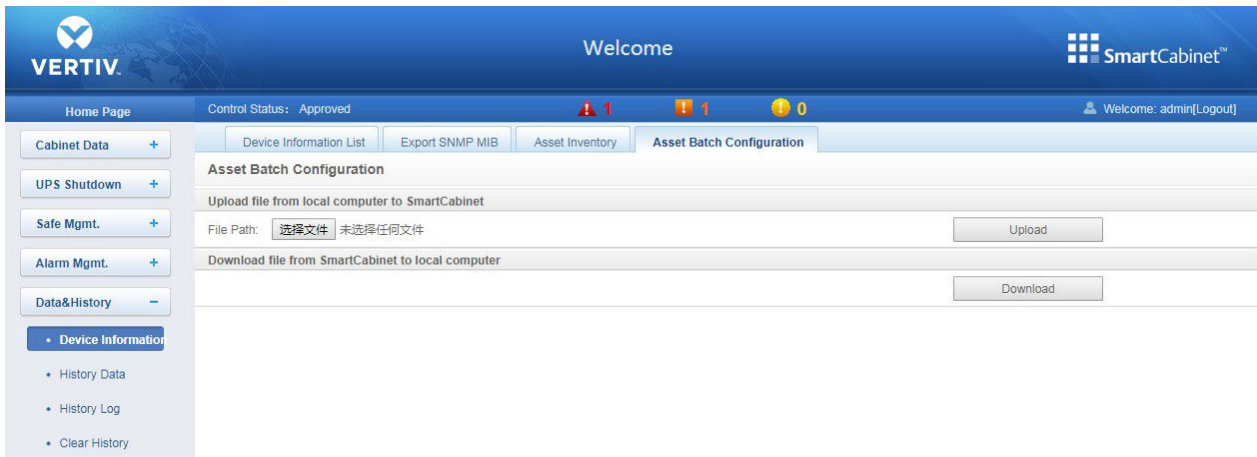 VERTIV.
Welcome
SmartCabinet™
Home Page
Control Status： Approved
1
1
0
Welcome: admin[Logout]
Cabinet Data +
UPS Shutdown +
Safe Mgmt. +
Alarm Mgmt. +
Data&History −
• Device Information
• History Data
• History Log
• Clear History
Device Information List
Export SNMP MIB
Asset Inventory
Asset Batch Configuration
Asset Batch Configuration
Upload file from local computer to SmartCabinet
File Path: 选择文件 未选择任何文件
Upload
Download file from SmartCabinet to local computer
Download